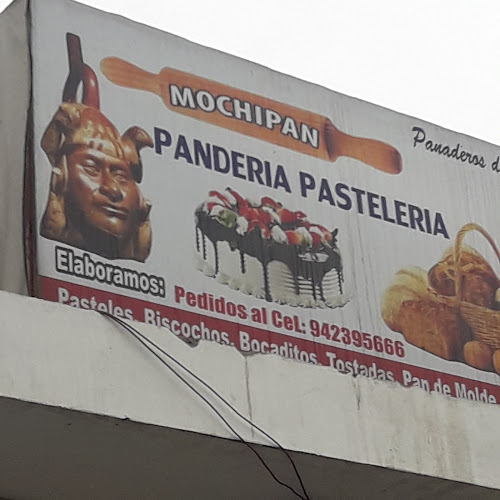 MOCHIPAN
Panaderos d
PANDERIA PASTELERIA
Elaboramos:
Pedidos al CeL: 942395666
Pasteles, Biscochos, Bocaditos, Tostadas, Pan de Molde